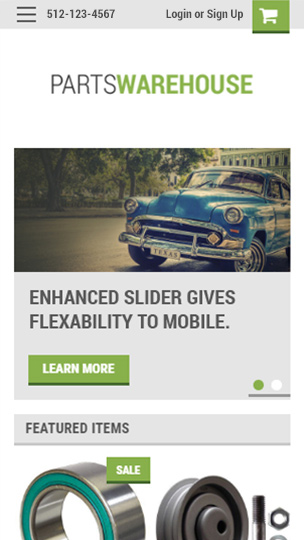 512-123-4567 Login or Sign Up
PARTSWAREHOUSE
TEXAS
ENHANCED SLIDER GIVES
FLEXABILITY TO MOBILE.
LEARN MORE
FEATURED ITEMS
SALE